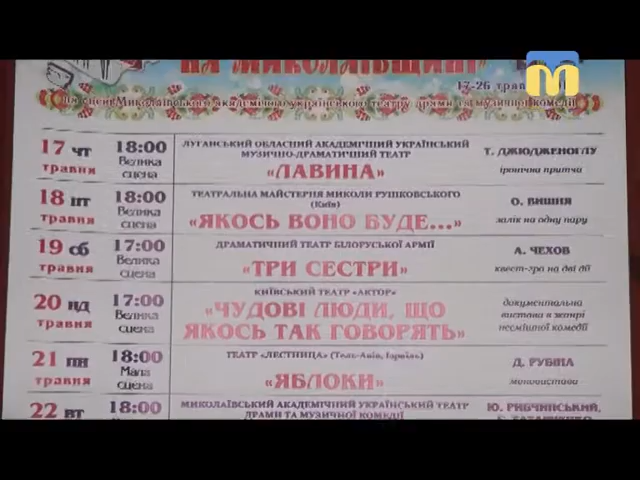 НА МИКОЛАЇВЩИНІ
17-26 трав
На сцені Миколаївського академічного українського театру драми та музичної комедії
17 чт 18:00 ЛУГАНСЬКИЙ ОБЛАСНИЙ АКАДЕМІЧНИЙ УКРАЇНСЬКИЙ Т. ДЖЮДЖЕНОГЛУ
травня Велика сцена МУЗИЧНО-ДРАМАТИЧНИЙ ТЕАТР іронічна притча
«ЛАВИНА»
18 пт 18:00 ТЕАТРАЛЬНА МАЙСТЕРНЯ МИКОЛИ РУШКОВСЬКОГО О. ВИШНЯ
травня Велика сцена (Київ) залік на одну пару
«ЯКОСЬ ВОНО БУДЕ...»
19 сб 17:00 ДРАМАТИЧНИЙ ТЕАТР БІЛОРУСЬКОЇ АРМІЇ А. ЧЕХОВ
травня Велика сцена «ТРИ СЕСТРИ» квест-гра на дві дії
20 нд 17:00 КИЇВСЬКИЙ ТЕАТР «АКТОР» документальна
травня Велика сцена «ЧУДОВІ ЛЮДИ, ЩО вистава в жанрі
ЯКОСЬ ТАК ГОВОРЯТЬ» несмішної комедії
21 пн 18:00 ТЕАТР «ЛЕСТНИЦА» (Тель-Авів, Ізраїль) Д. РУБІНА
травня Мала сцена «ЯБЛОКИ» моновистава
22 вт 18:00 МИКОЛАЇВСЬКИЙ АКАДЕМІЧНИЙ УКРАЇНСЬКИЙ ТЕАТР Ю. РИБЧИНСЬКИЙ,
ДРАМИ ТА МУЗИЧНОЇ КОМЕДІЇ